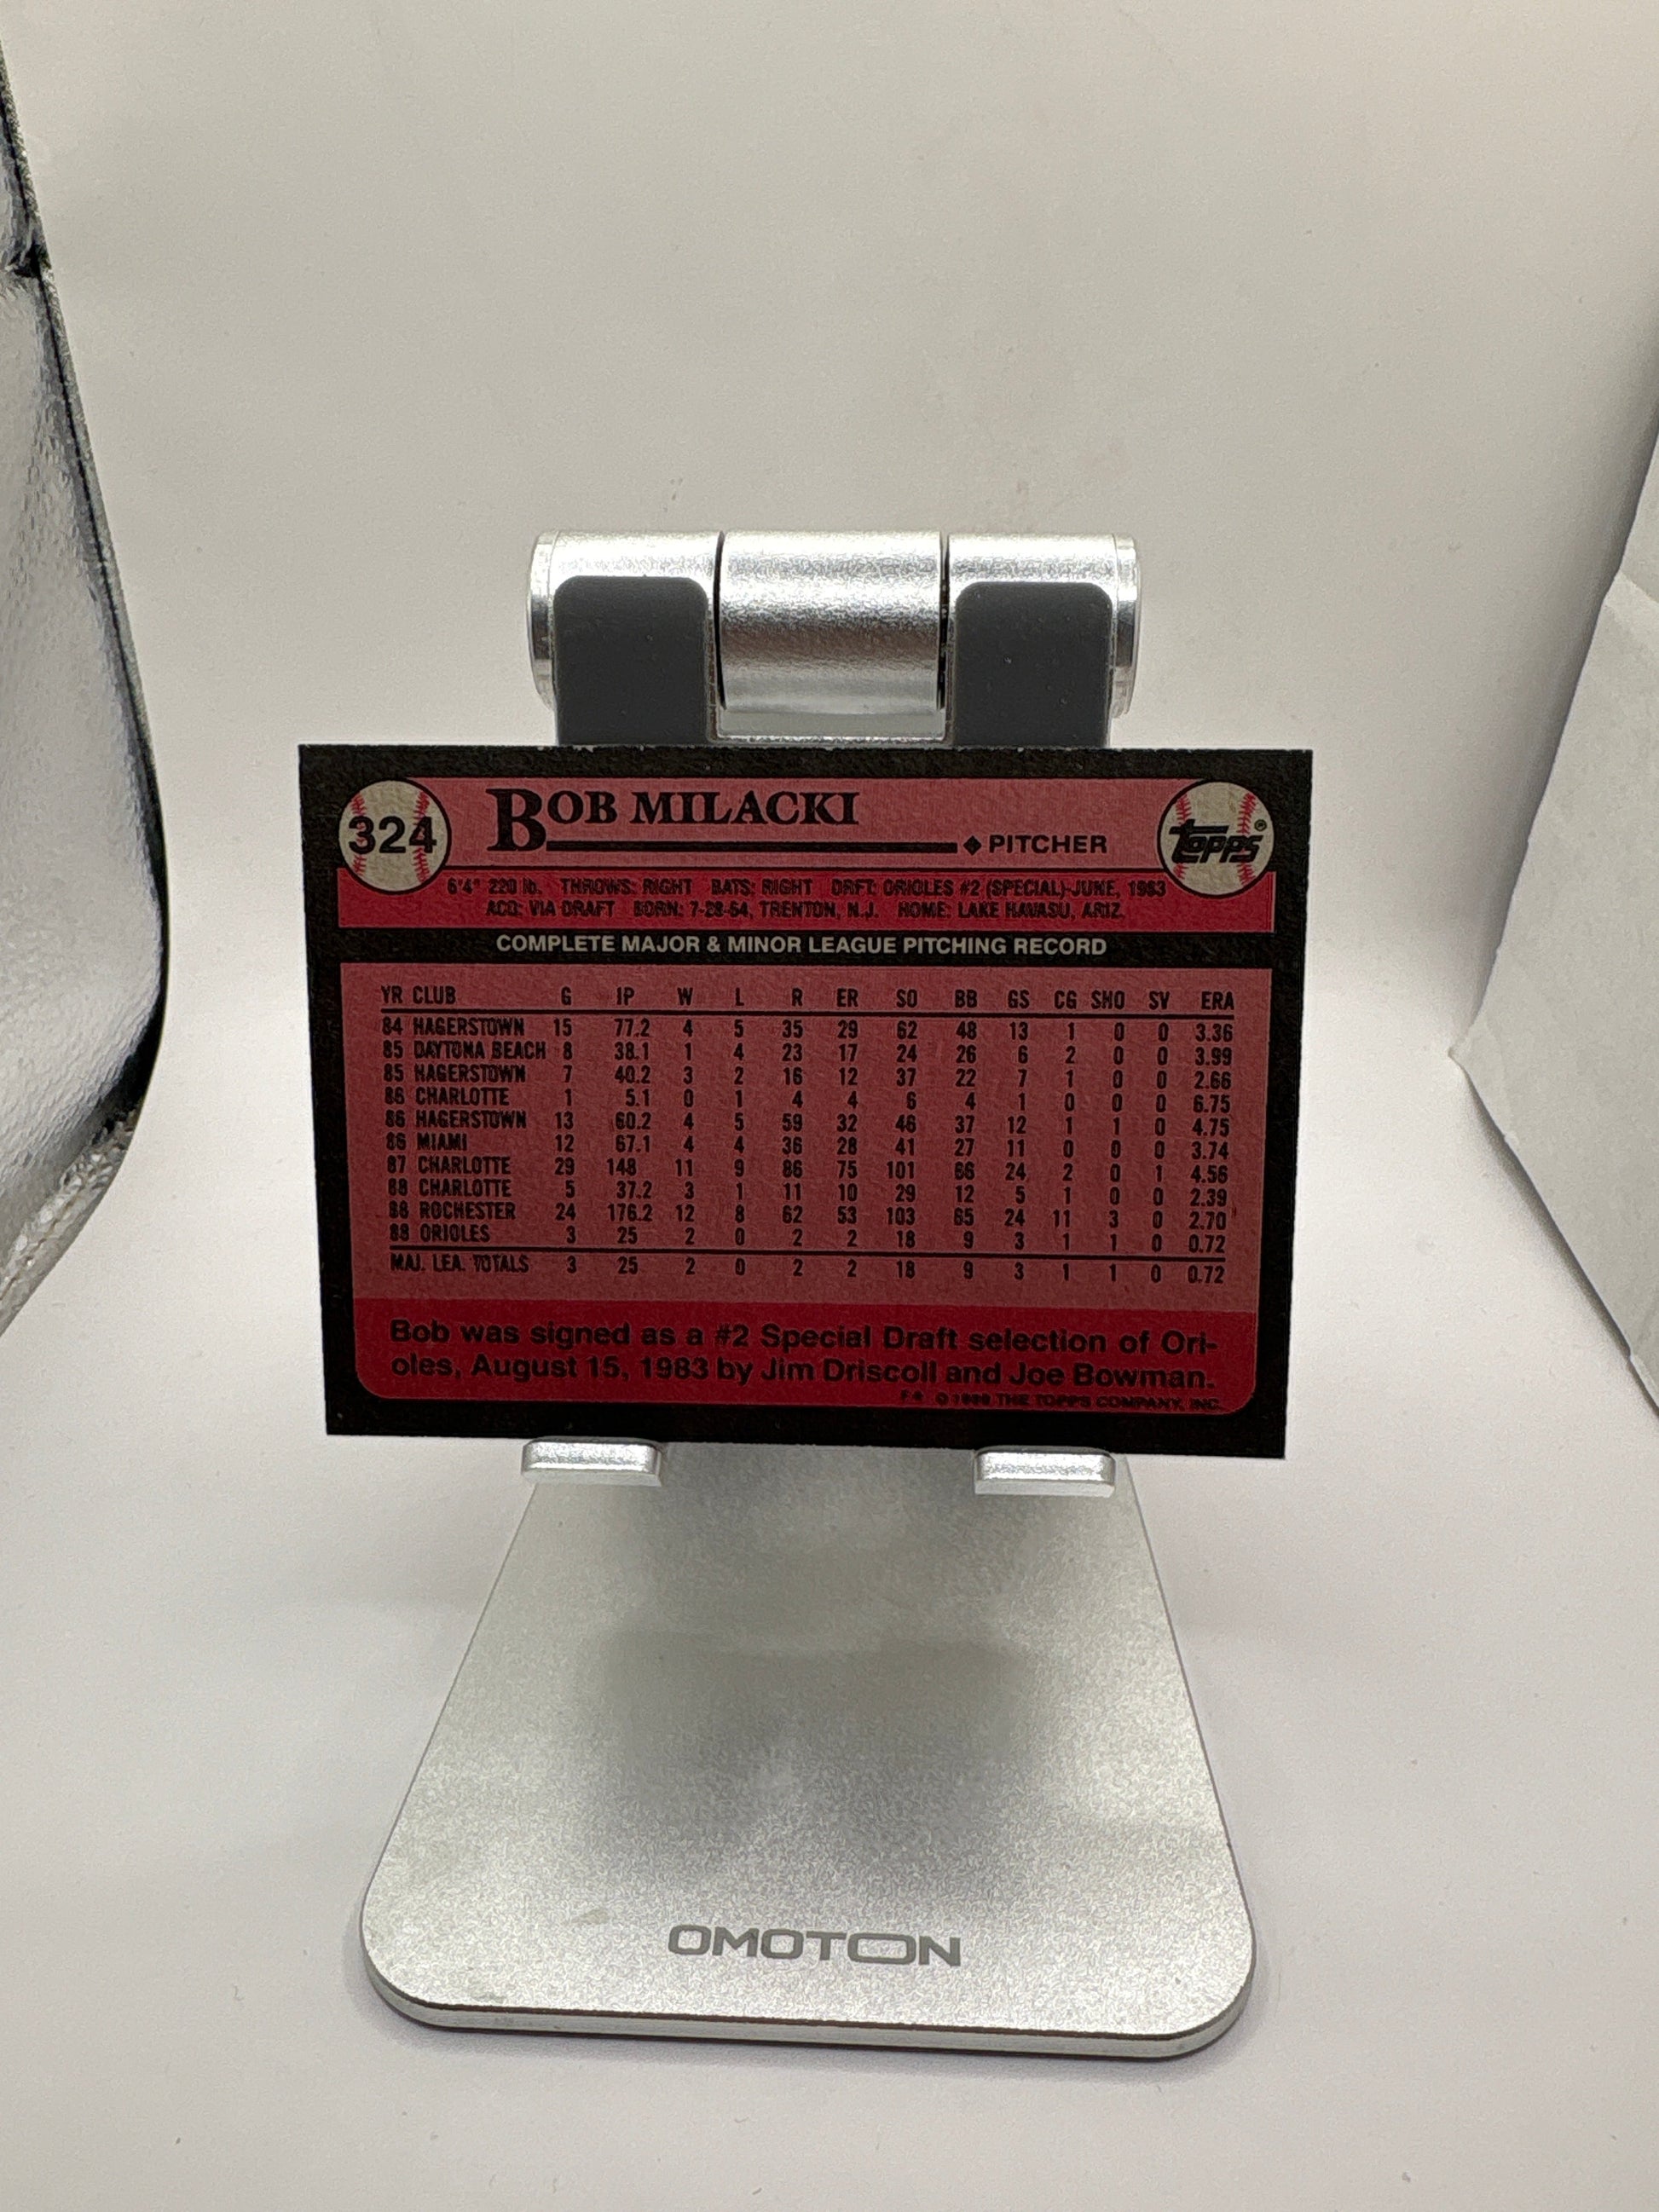 324
BOB MILACKI
◆ PITCHER
topps®
6'4" 220 lb. THROWS: RIGHT BATS: RIGHT DRFT: ORIOLES #2 (SPECIAL)-JUNE, 1983
ACQ: VIA DRAFT BORN: 7-28-64, TRENTON, N.J. HOME: LAKE HAVASU, ARIZ.
COMPLETE MAJOR & MINOR LEAGUE PITCHING RECORD
YR CLUB G IP W L R ER SO BB GS CG SHO SV ERA
84 HAGERSTOWN 15 77.2 4 5 35 29 62 48 13 1 0 0 3.36
85 DAYTONA BEACH 8 38.1 1 4 23 17 24 26 6 2 0 0 3.99
85 HAGERSTOWN 7 40.2 3 2 16 12 37 22 7 1 0 0 2.66
86 CHARLOTTE 1 5.1 0 1 4 4 6 4 1 0 0 0 6.75
86 HAGERSTOWN 13 60.2 4 5 59 32 46 37 12 1 1 0 4.75
86 MIAMI 12 67.1 4 4 36 28 41 27 11 0 0 0 3.74
87 CHARLOTTE 29 148 11 9 86 75 101 66 24 2 0 1 4.56
88 CHARLOTTE 5 37.2 3 1 11 10 29 12 5 1 0 0 2.39
88 ROCHESTER 24 176.2 12 8 62 53 103 65 24 11 3 0 2.70
88 ORIOLES 3 25 2 0 2 2 18 9 3 1 1 0 0.72
MAJ. LEA. TOTALS 3 25 2 0 2 2 18 9 3 1 1 0 0.72
Bob was signed as a #2 Special Draft selection of Ori-
oles, August 15, 1983 by Jim Driscoll and Joe Bowman.
© THE TOPPS COMPANY, INC.
OMOTON